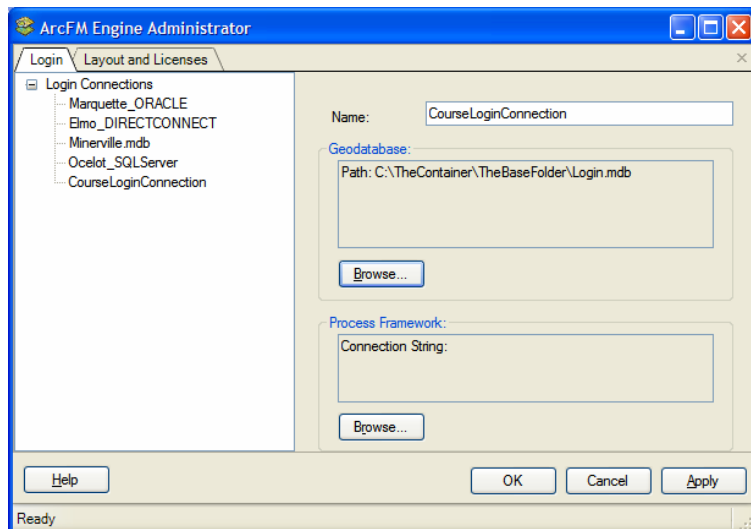 ArcFM Engine Administrator
Login
Layout and Licenses
Login Connections
Marquette_ORACLE
Elmo_DIRECTCONNECT
Minerville.mdb
Ocelot_SQLServer
CourseLoginConnection
Name:
CourseLoginConnection
Geodatabase:
Path: C:\TheContainer\TheBaseFolder\Login.mdb
Browse...
Process Framework:
Connection String:
Browse...
Help
OK
Cancel
Apply
Ready